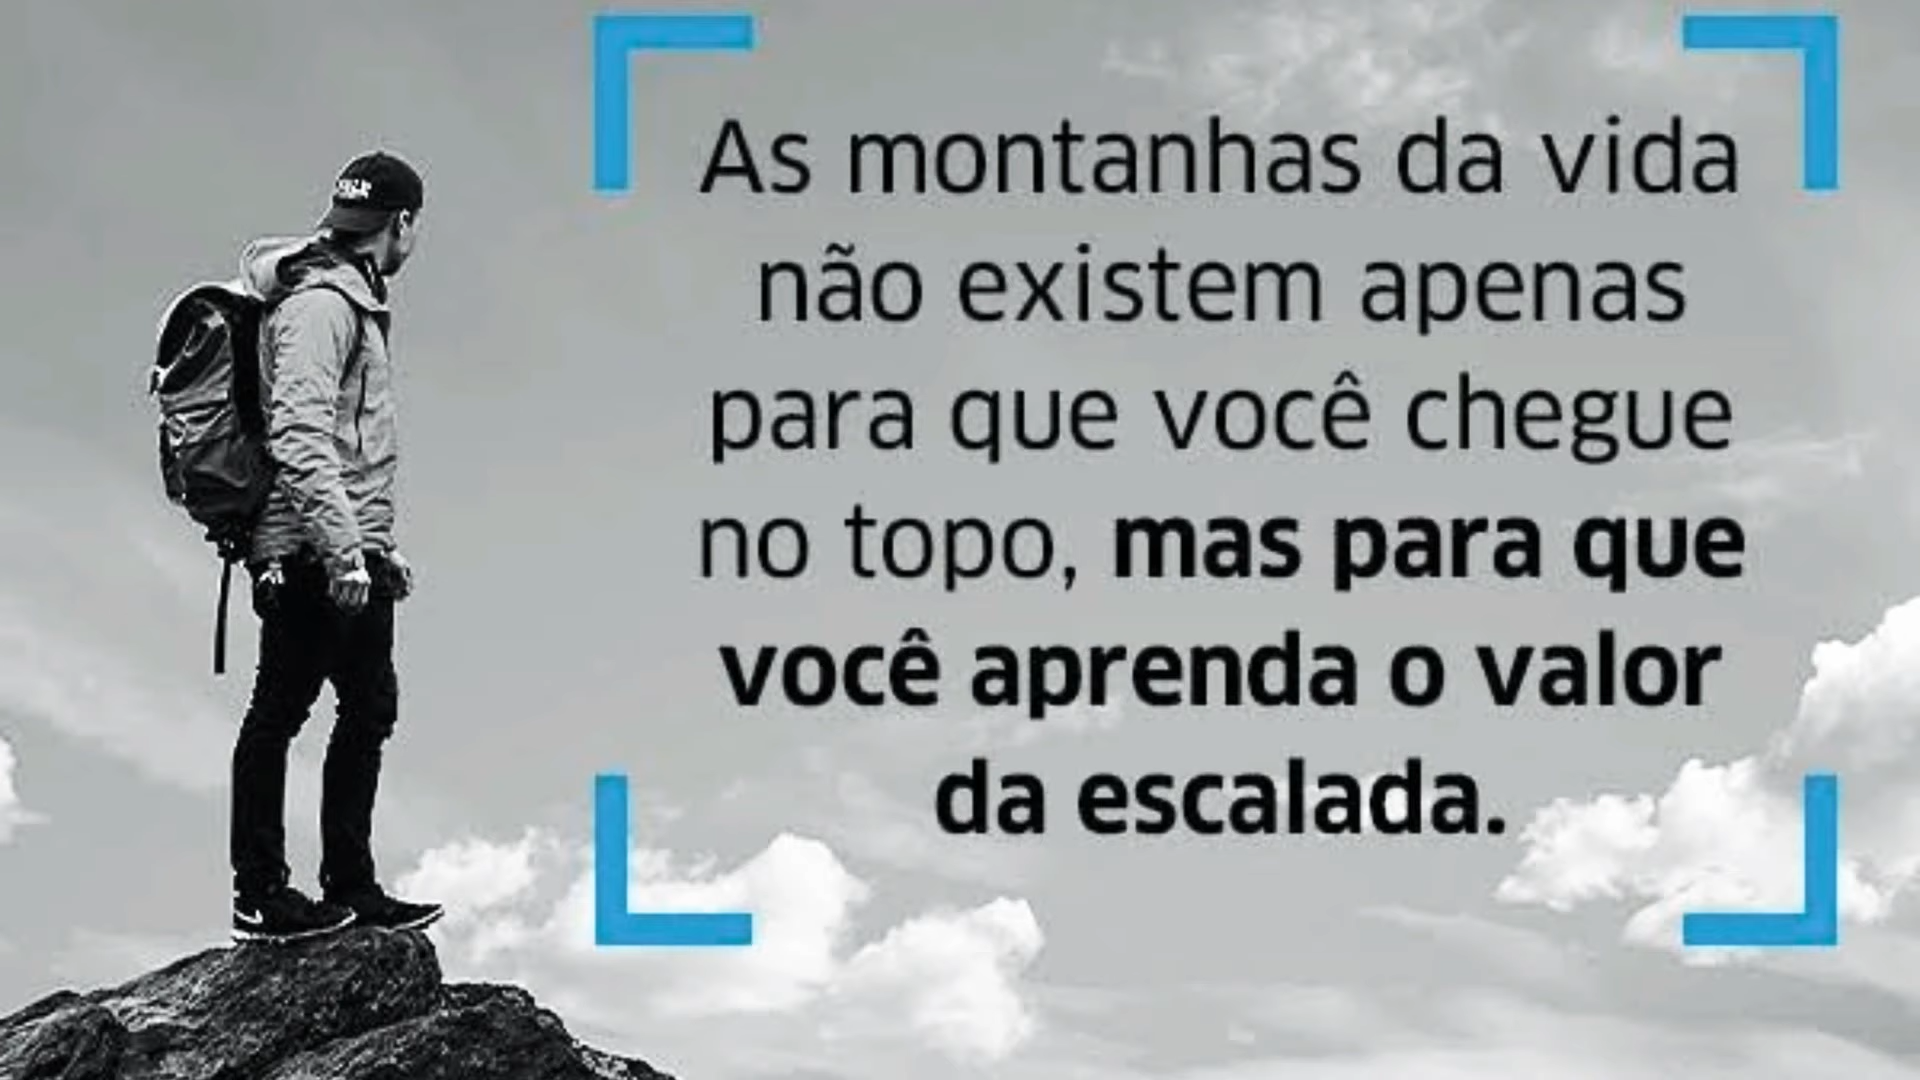 As montanhas da vida
não existem apenas
para que você chegue
no topo, mas para que
você aprenda o valor
da escalada.